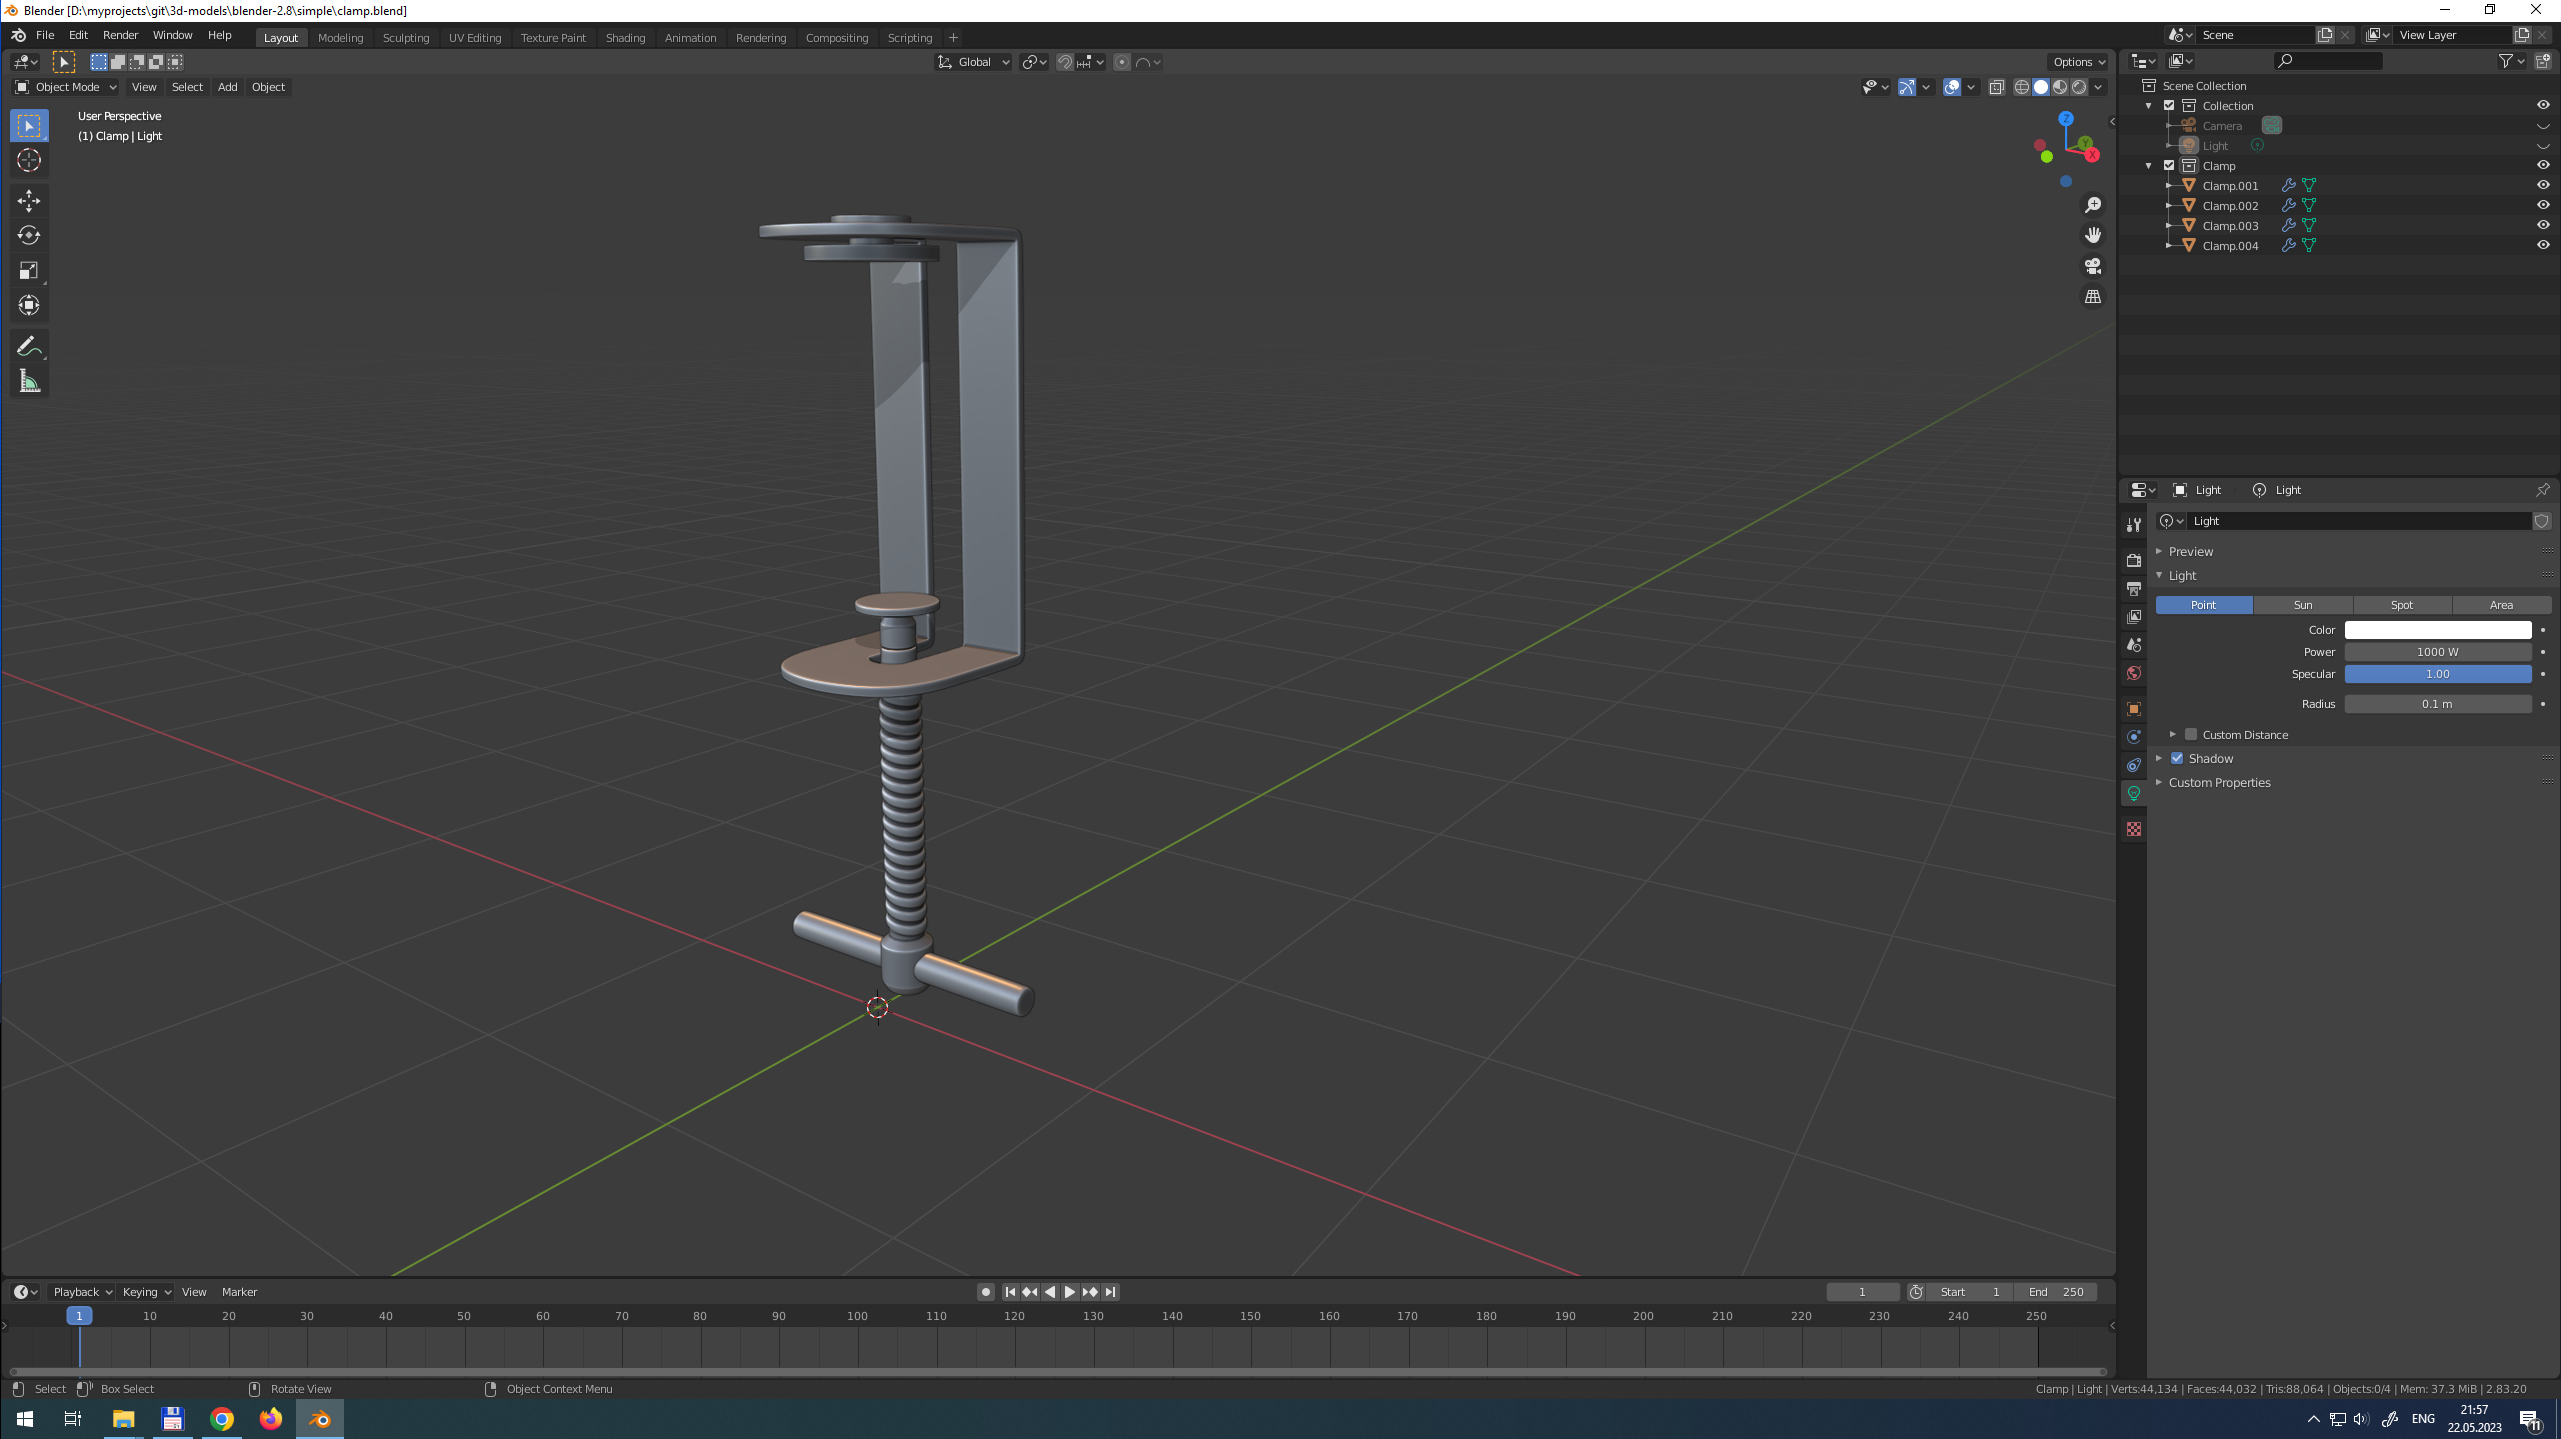 Blender [D:\myprojects\git\3d-models\blender-2.8\simple\clamp.blend]
File Edit Render Window Help Layout Modeling Sculpting UV Editing Texture Paint Shading Animation Rendering Compositing Scripting + Scene View Layer
Global Options
Object Mode View Select Add Object
User Perspective
(1) Clamp | Light
Z
Y
X
Scene Collection
Collection
Camera
Light
Clamp
Clamp.001
Clamp.002
Clamp.003
Clamp.004
Light Light
Light
Preview
Light
Point Sun Spot Area
Color
Power 1000 W
Specular 1.00
Radius 0.1 m
Custom Distance
Shadow
Custom Properties
Playback Keying View Marker 1 Start 1 End 250
1 10 20 30 40 50 60 70 80 90 100 110 120 130 140 150 160 170 180 190 200 210 220 230 240 250
Select Box Select Rotate View Object Context Menu Clamp | Light | Verts:44,134 | Faces:44,032 | Tris:88,064 | Objects:0/4 | Mem: 37.3 MiB | 2.83.20
ENG
21:57
22.05.2023
11